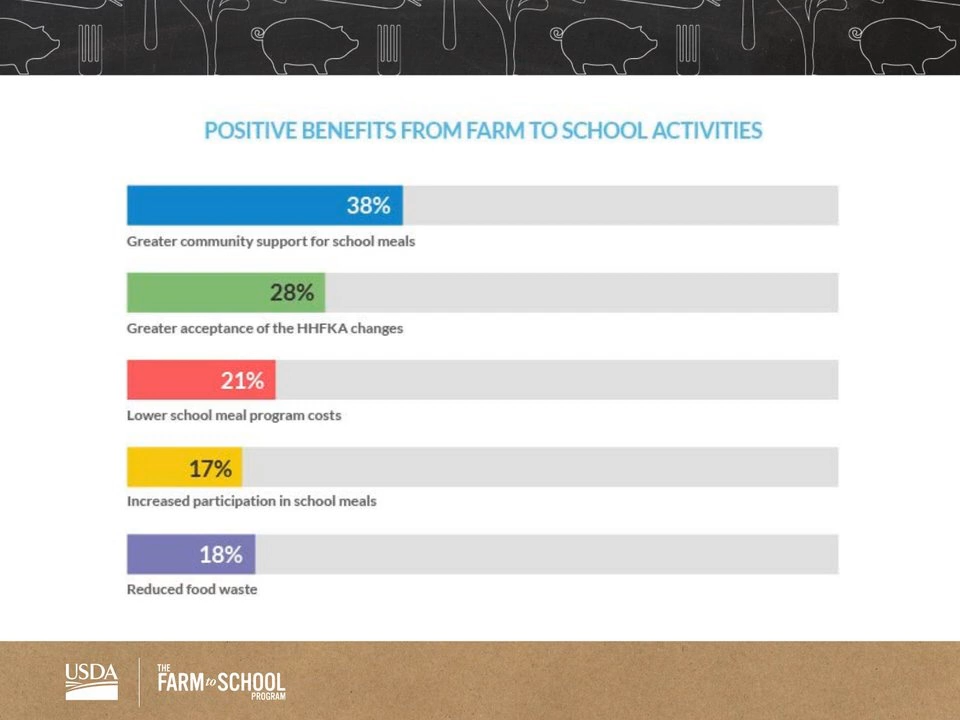 POSITIVE BENEFITS FROM FARM TO SCHOOL ACTIVITIES
38%
Greater community support for school meals
28%
Greater acceptance of the HHFKA changes
21%
Lower school meal program costs
17%
Increased participation in school meals
18%
Reduced food waste
USDA
THE
FARM to SCHOOL
PROGRAM